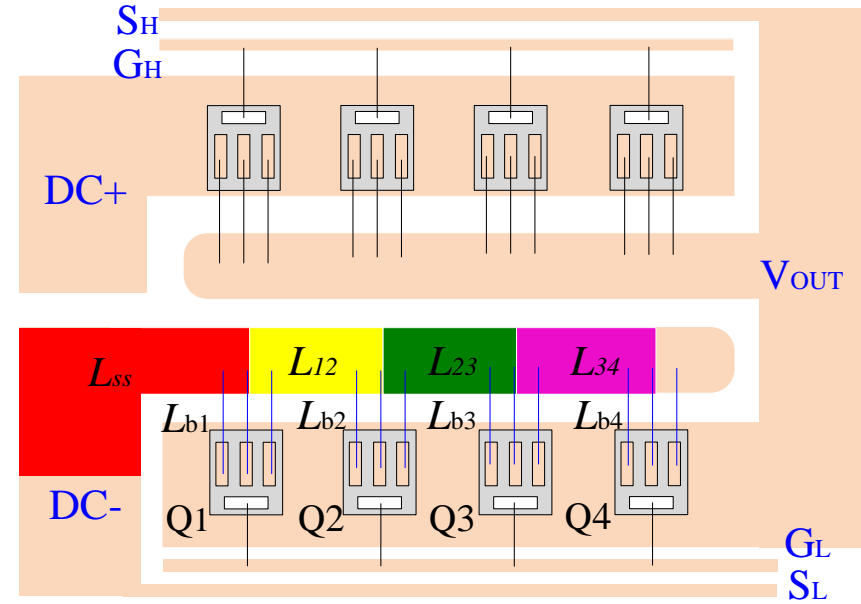 SH
GH
DC+
VOUT
Lss
L12
L23
L34
Lb1
Lb2
Lb3
Lb4
DC-
Q1
Q2
Q3
Q4
GL
SL